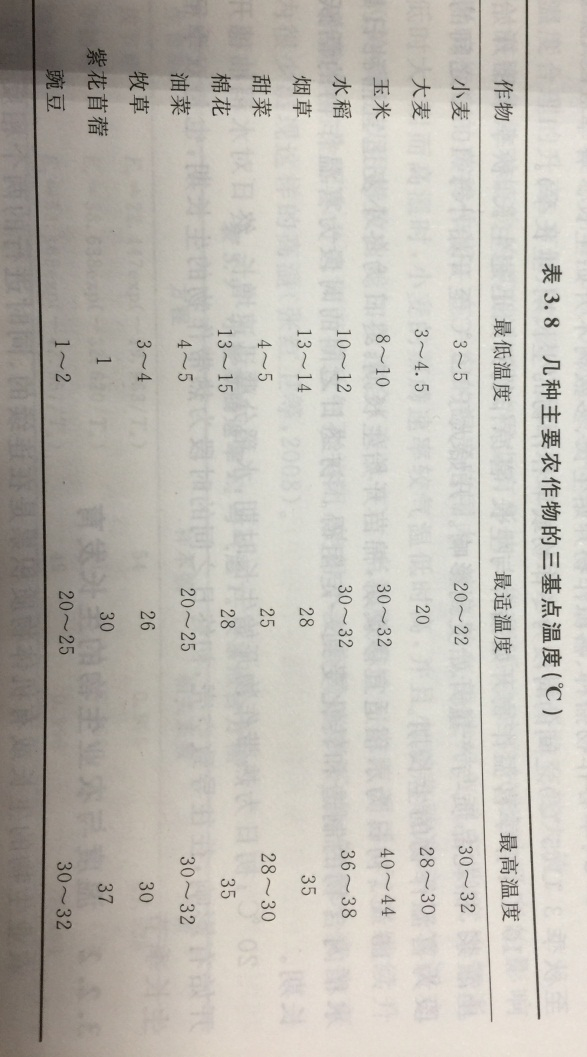 表 3.8 几种主要农作物的三基点温度(℃)
作物 最低温度 最适温度 最高温度
小麦 3～5 20～22 30～32
大麦 3～4.5 20 28～30
玉米 8～10 30～32 40～44
水稻 10～12 30～32 36～38
烟草 13～14 28 35
甜菜 4～5 25 28～30
棉花 13～15 28 35
油菜 4～5 20～25 30～32
牧草 3～4 26 30
紫花苜蓿 1 30 37
豌豆 1～2 20～25 30～32